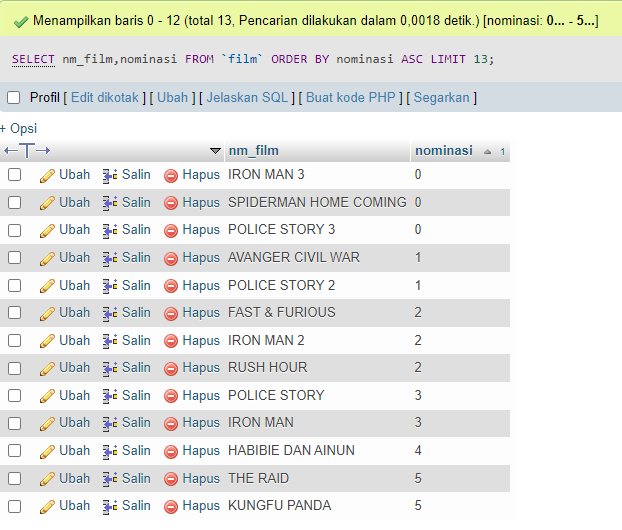 Menampilkan baris 0 - 12 (total 13, Pencarian dilakukan dalam 0,0018 detik.) [nominasi: 0... - 5...]
SELECT nm_film,nominasi FROM `film` ORDER BY nominasi ASC LIMIT 13;
Profil [ Edit dikotak ] [ Ubah ] [ Jelaskan SQL ] [ Buat kode PHP ] [ Segarkan ]
+ Opsi
←T→ nm_film nominasi 1
Ubah Salin Hapus IRON MAN 3 0
Ubah Salin Hapus SPIDERMAN HOME COMING 0
Ubah Salin Hapus POLICE STORY 3 0
Ubah Salin Hapus AVANGER CIVIL WAR 1
Ubah Salin Hapus POLICE STORY 2 1
Ubah Salin Hapus FAST & FURIOUS 2
Ubah Salin Hapus IRON MAN 2 2
Ubah Salin Hapus RUSH HOUR 2
Ubah Salin Hapus POLICE STORY 3
Ubah Salin Hapus IRON MAN 3
Ubah Salin Hapus HABIBIE DAN AINUN 4
Ubah Salin Hapus THE RAID 5
Ubah Salin Hapus KUNGFU PANDA 5